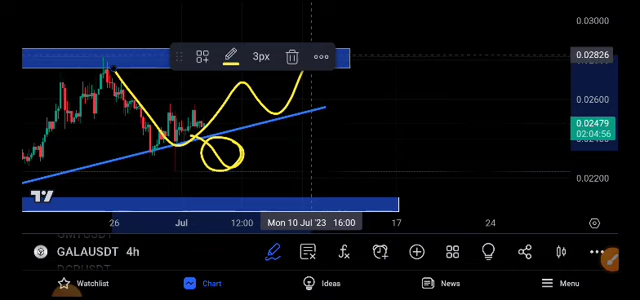 0.03000
3px
0.02826
0.02600
0.02479
02:04:56
0.02200
26
Jul
12:00
Mon 10 Jul '23 16:00
17
24
GALAUSDT 4h
Watchlist
Chart
Ideas
News
Menu